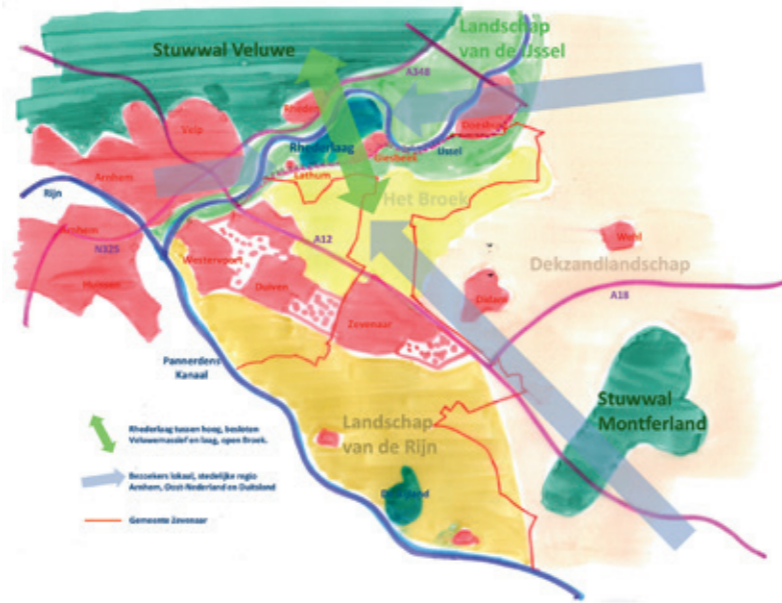 Stuwwal Veluwe
Landschap
van de IJssel
A348
Rheden
Velp
Doesburg
Rhederlaag
Giesbeek
IJssel
Arnhem
Lathum
Rijn
Het Broek
Arnhem
N325
A12
Wehl
Westervoort
Dekzandlandschap
Huissen
Duiven
Didam
A18
Zevenaar
Pannerdens
Kanaal
Stuwwal
Montferland
Landschap
van de Rijn
Rhederlaag tussen hoog, besloten
Veluwemassief en laag, open Broek.
Bezoekers lokaal, stedelijke regio
Arnhem, Oost-Nederland en Duitsland
Gemeente Zevenaar